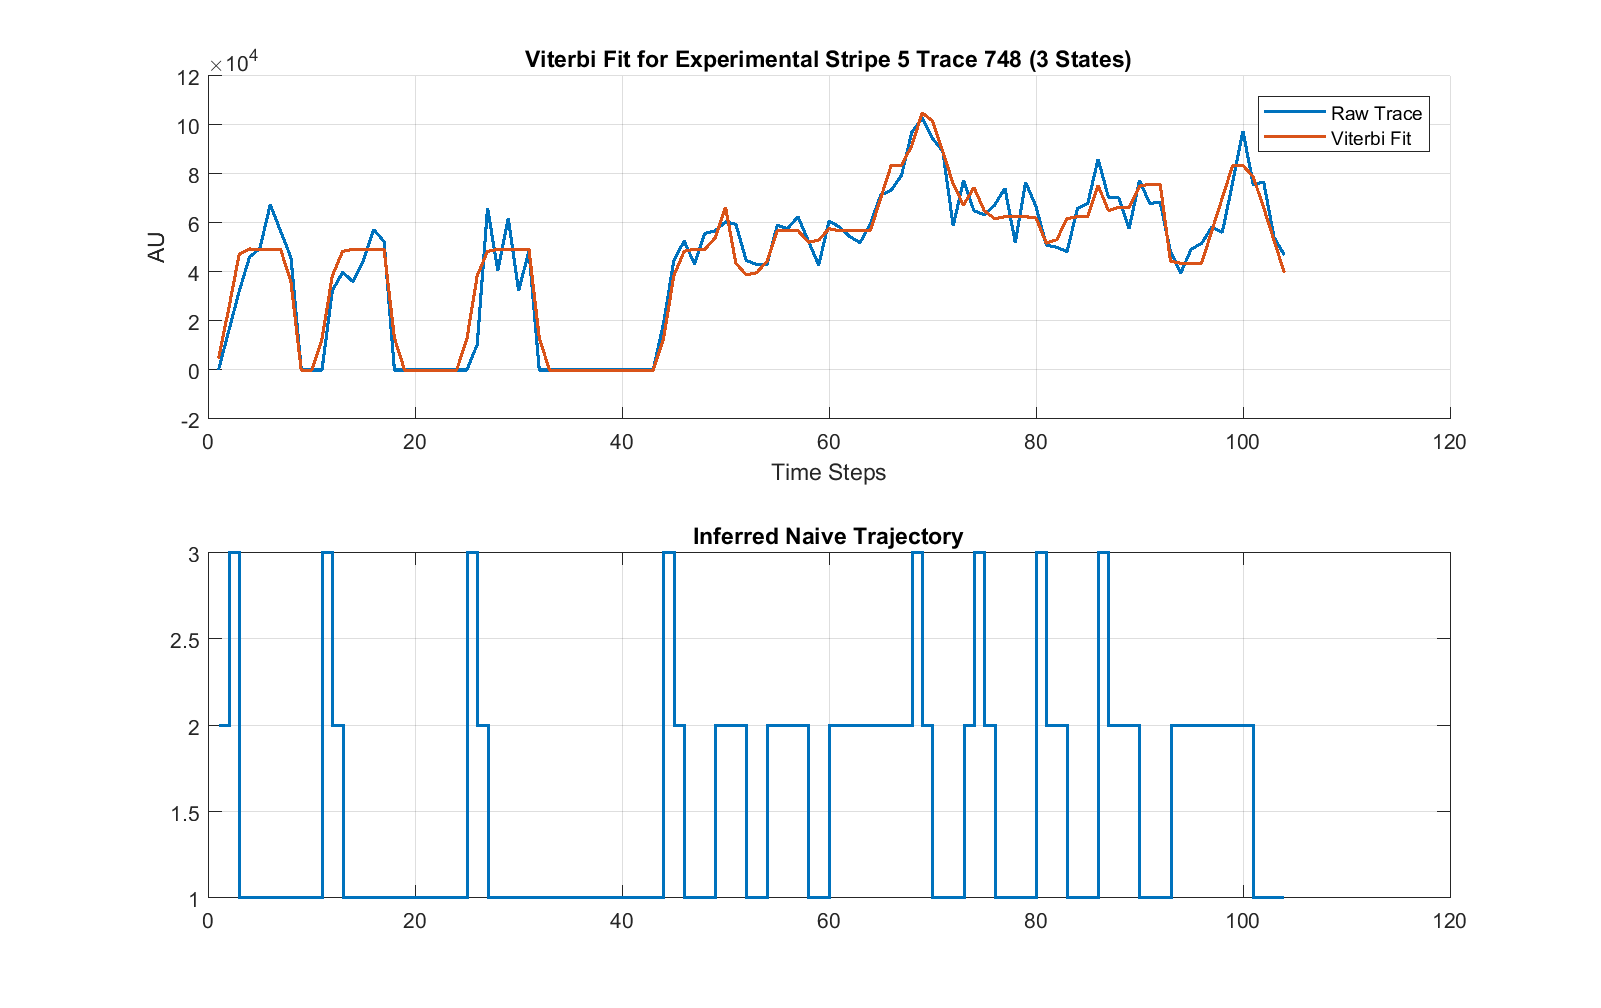 Viterbi Fit for Experimental Stripe 5 Trace 748 (3 States)
×10⁴
12
10
8
6
4
2
0
-2
AU
Raw Trace
Viterbi Fit
0 20 40 60 80 100 120
Time Steps
Inferred Naive Trajectory
3
2.5
2
1.5
1
0 20 40 60 80 100 120